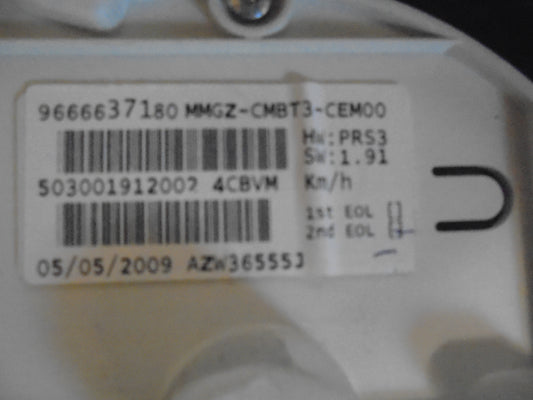 9666637180 MMGZ-CMBT3-CEM00
HW:PRS3
SW:1.91
503001912002 4CBVM Km/h
1st EOL
2nd EOL
05/05/2009 AZW36555J